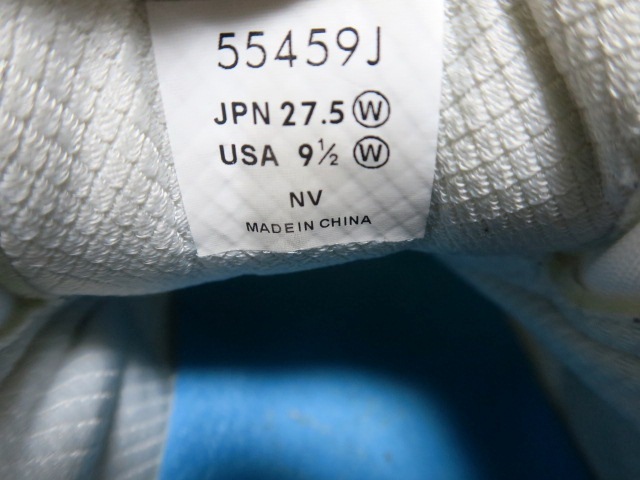 55459J
JPN 27.5 Ⓦ
USA 9½ Ⓦ
NV
MADE IN CHINA